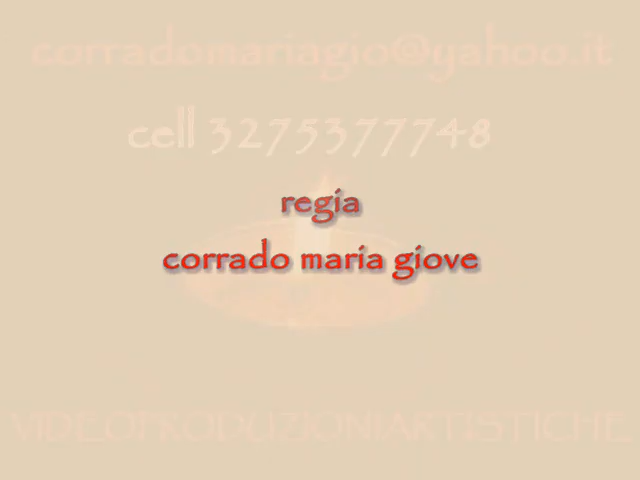 corradomariagio@yahoo.it
cell 3275377748
regia
corrado maria giove
VIDEOPRODUZIONIARTISTICHE